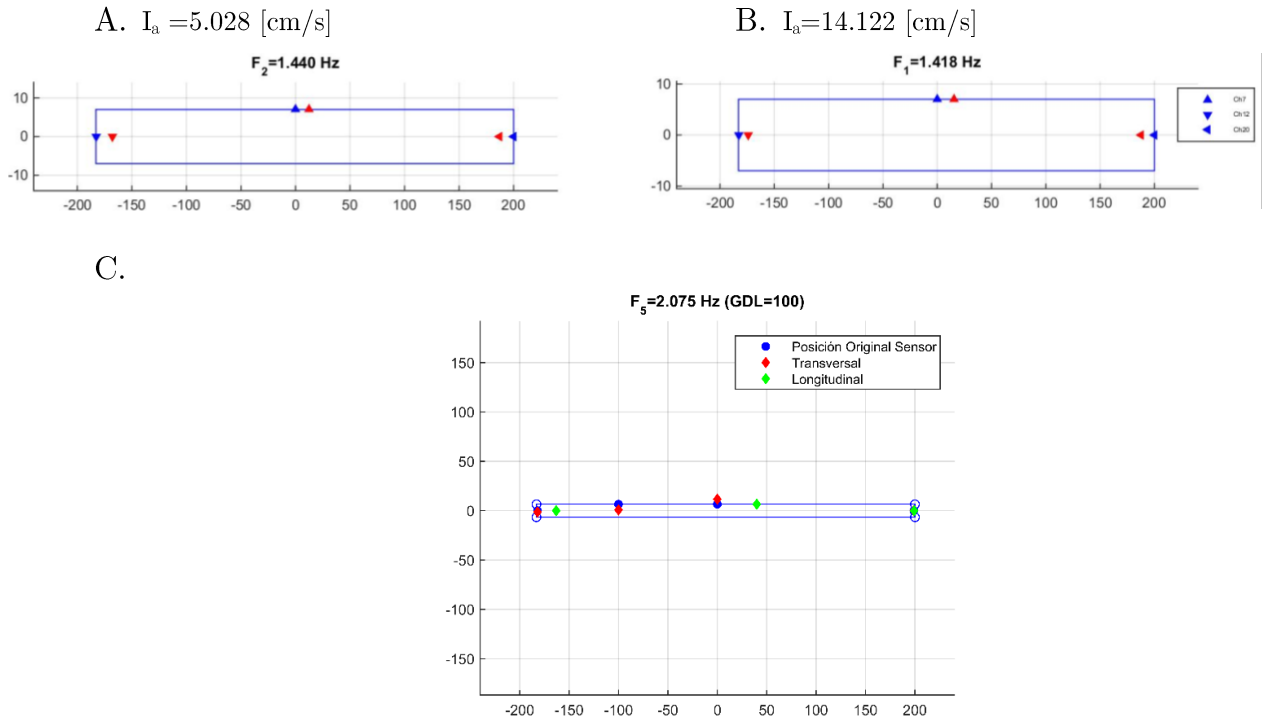 A. Iₐ =5.028 [cm/s]
F₂=1.440 Hz
10
0
-10
-200 -150 -100 -50 0 50 100 150 200
B. Iₐ=14.122 [cm/s]
F₁=1.418 Hz
10
0
-10
-200 -150 -100 -50 0 50 100 150 200
Ch7
Ch12
Ch20
C.
F₅=2.075 Hz (GDL=100)
Posición Original Sensor
Transversal
Longitudinal
150
100
50
0
-50
-100
-150
-200 -150 -100 -50 0 50 100 150 200